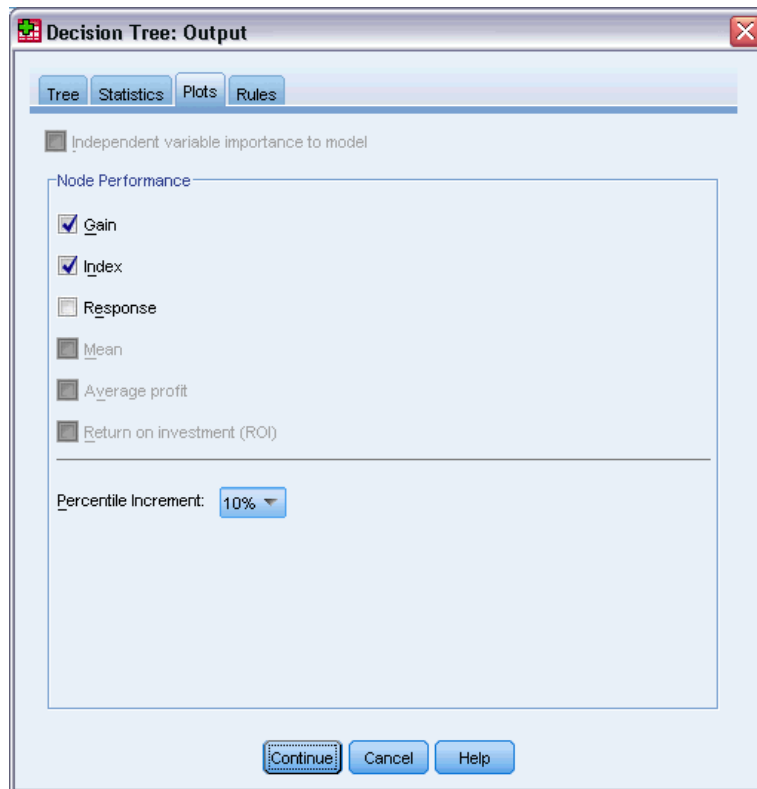 Decision Tree: Output
Tree Statistics Plots Rules
Independent variable importance to model
Node Performance
Gain
Index
Response
Mean
Average profit
Return on investment (ROI)
Percentile Increment: 10%
Continue Cancel Help